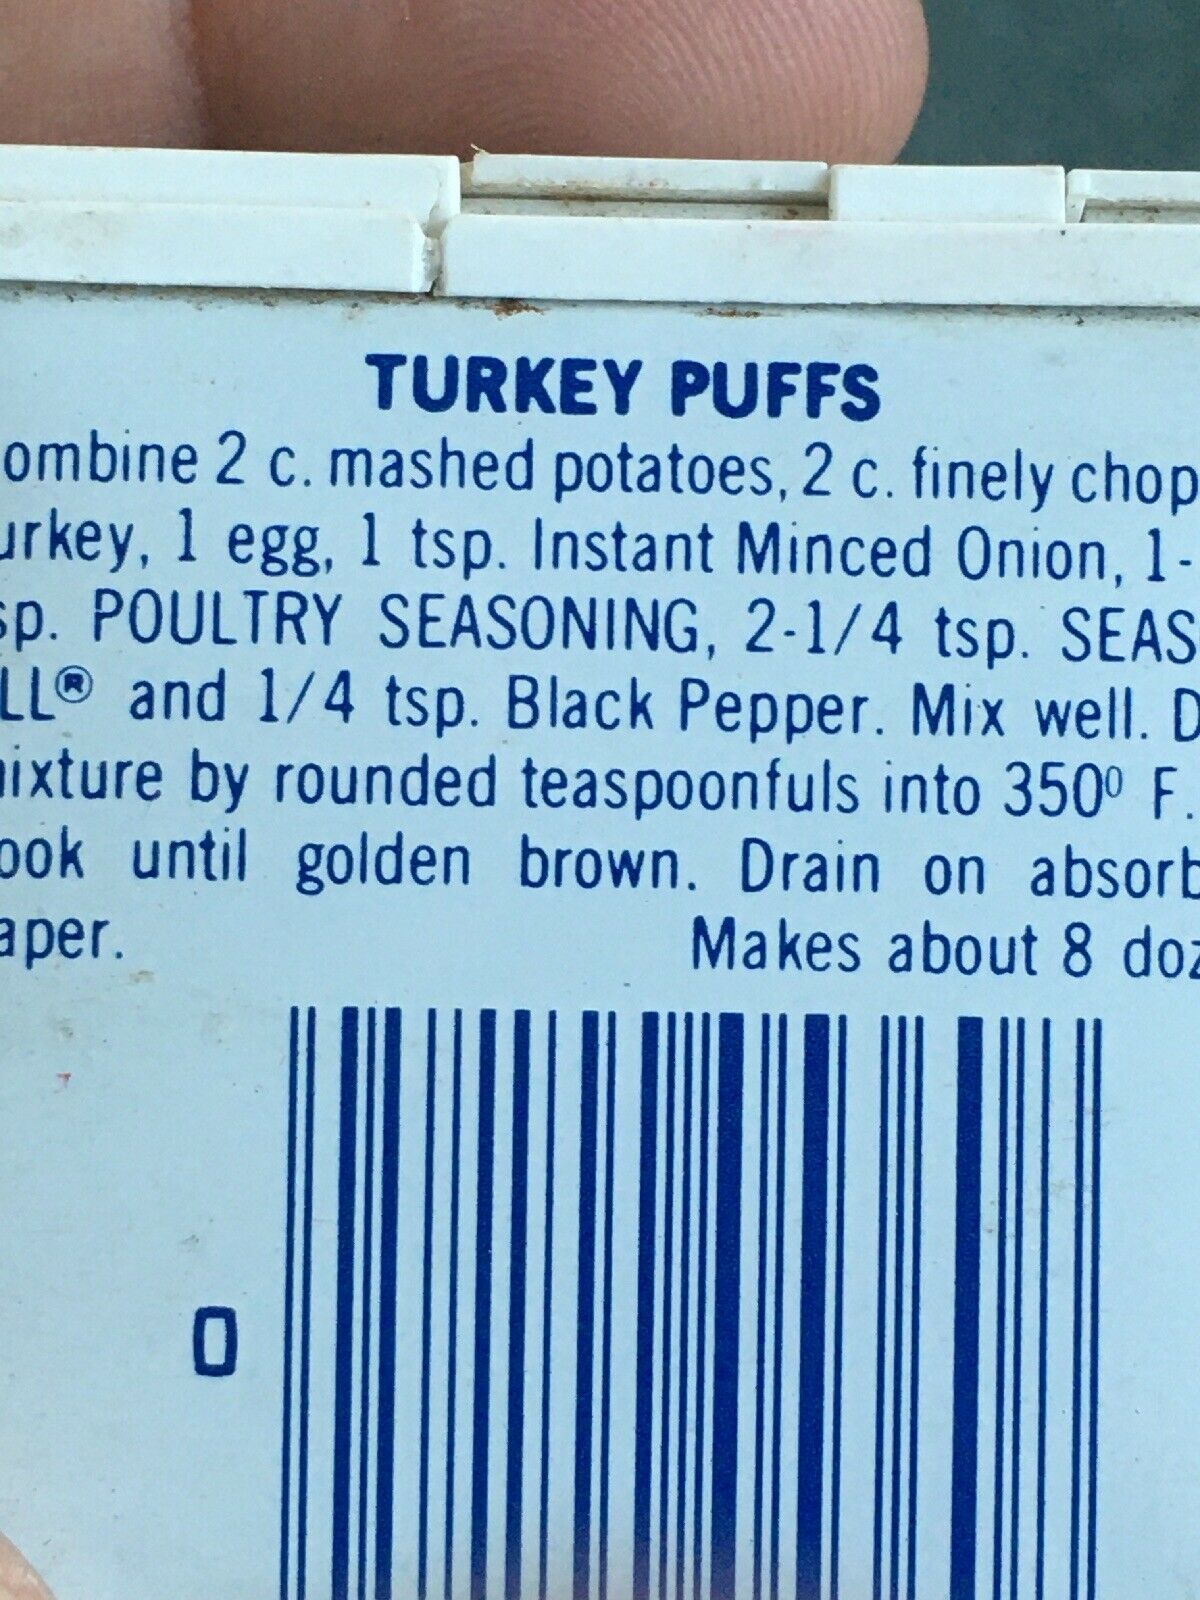 TURKEY PUFFS
ombine 2 c. mashed potatoes, 2 c. finely chop
urkey, 1 egg, 1 tsp. Instant Minced Onion, 1-
sp. POULTRY SEASONING, 2-1/4 tsp. SEAS
LL® and 1/4 tsp. Black Pepper. Mix well. D
ixture by rounded teaspoonfuls into 350º F.
ook until golden brown. Drain on absorb
aper. Makes about 8 doz
0